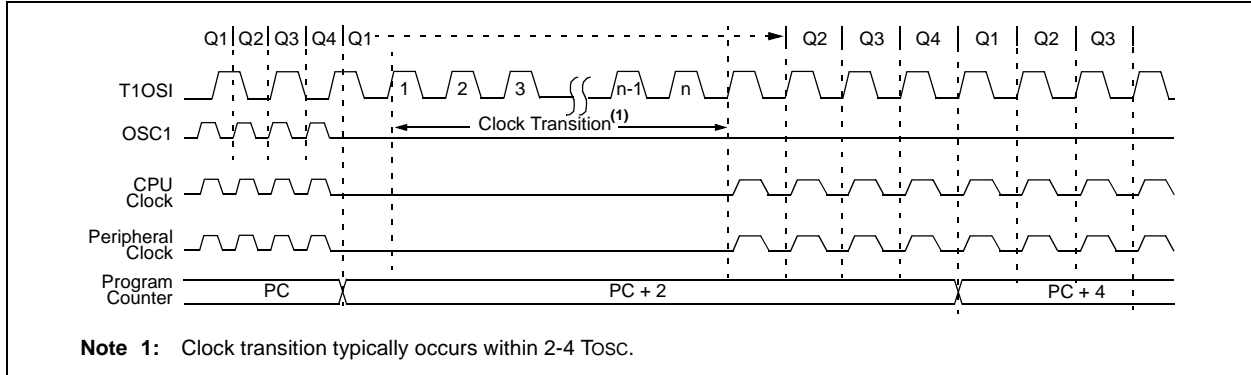 Q1 Q2 Q3 Q4 Q1 Q2 Q3 Q4 Q1 Q2 Q3
T1OSI 1 2 3 n-1 n
Clock Transition(1)
OSC1
CPU
Clock
Peripheral
Clock
Program
Counter
PC PC + 2 PC + 4
Note 1: Clock transition typically occurs within 2-4 TOSC.